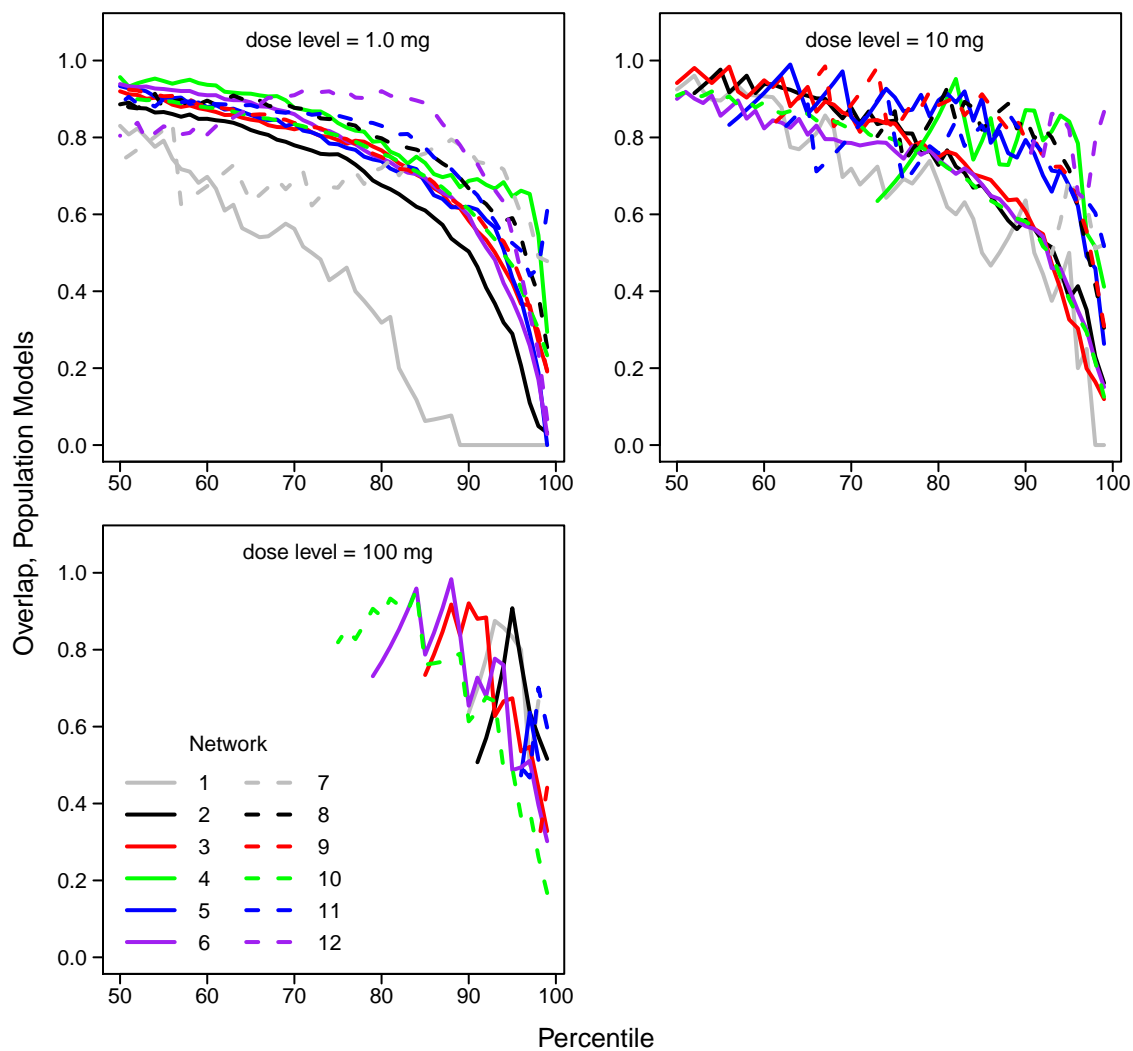 dose level = 1.0 mg
1.0
0.8
0.6
0.4
0.2
0.0
50 60 70 80 90 100
dose level = 10 mg
1.0
0.8
0.6
0.4
0.2
0.0
50 60 70 80 90 100
Overlap, Population Models
dose level = 100 mg
1.0
0.8
0.6
0.4
0.2
0.0
Network
1 7
2 8
3 9
4 10
5 11
6 12
50 60 70 80 90 100
Percentile